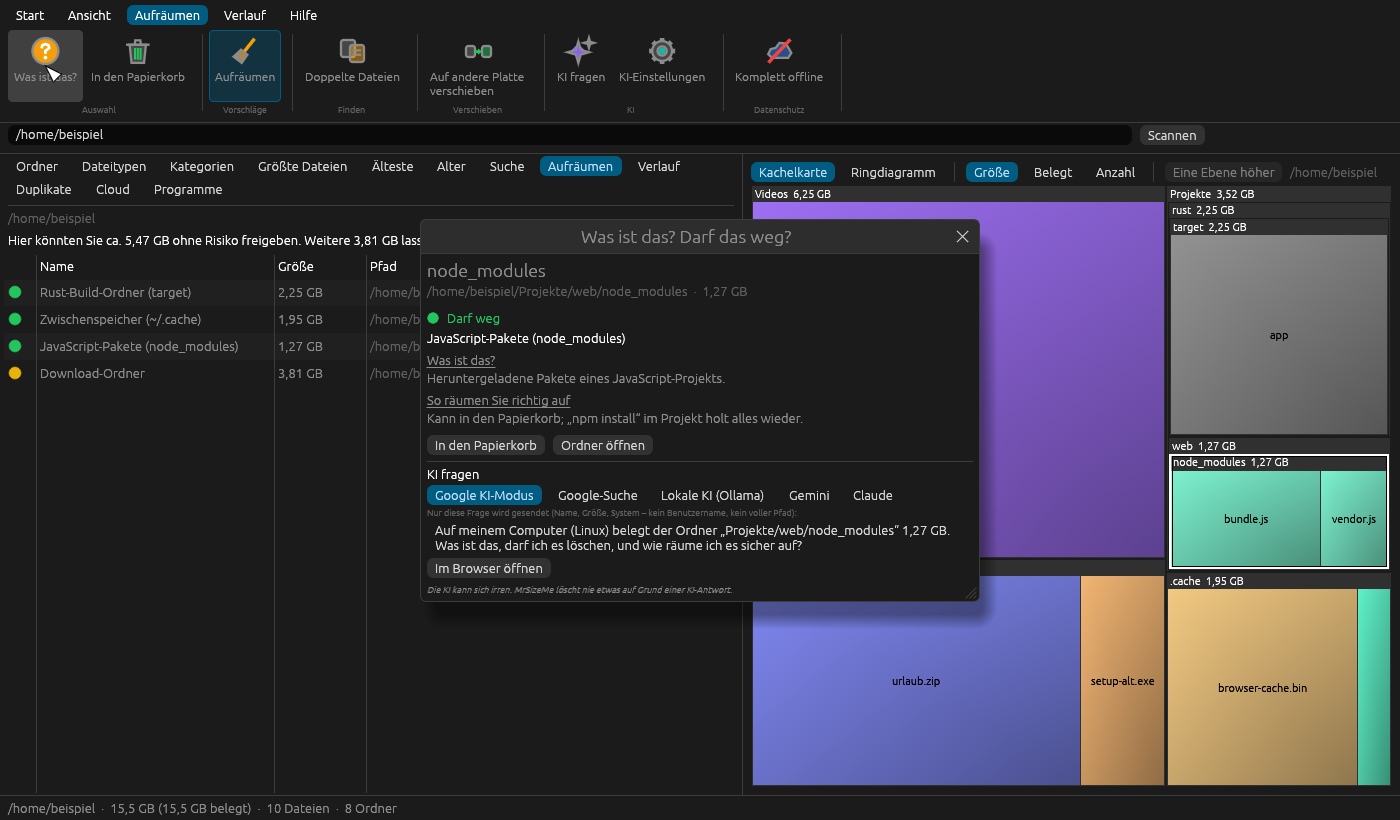 Start Ansicht Aufräumen Verlauf Hilfe
Was ist das? In den Papierkorb Aufräumen Doppelte Dateien Auf andere Platte verschieben KI fragen KI-Einstellungen Komplett offline
Auswahl Vorschläge Finden Verschieben KI Datenschutz
/home/beispiel Scannen
Ordner Dateitypen Kategorien Größte Dateien Älteste Alter Suche Aufräumen Verlauf
Duplikate Cloud Programme
/home/beispiel
Hier könnten Sie ca. 5,47 GB ohne Risiko freigeben. Weitere 3,81 GB lass
Name Größe Pfad
Rust-Build-Ordner (target) 2,25 GB /home/b
Zwischenspeicher (~/.cache) 1,95 GB /home/b
JavaScript-Pakete (node_modules) 1,27 GB /home/b
Download-Ordner 3,81 GB /home/b
Was ist das? Darf das weg?
node_modules
/home/beispiel/Projekte/web/node_modules · 1,27 GB
Darf weg
JavaScript-Pakete (node_modules)
Was ist das?
Heruntergeladene Pakete eines JavaScript-Projekts.
So räumen Sie richtig auf
Kann in den Papierkorb; „npm install“ im Projekt holt alles wieder.
In den Papierkorb Ordner öffnen
KI fragen
Google KI-Modus Google-Suche Lokale KI (Ollama) Gemini Claude
Nur diese Frage wird gesendet (Name, Größe, System – kein Benutzername, kein voller Pfad):
Auf meinem Computer (Linux) belegt der Ordner „Projekte/web/node_modules“ 1,27 GB.
Was ist das, darf ich es löschen, und wie räume ich es sicher auf?
Im Browser öffnen
Die KI kann sich irren. MrSizeMe löscht nie etwas auf Grund einer KI-Antwort.
Kachelkarte Ringdiagramm Größe Belegt Anzahl Eine Ebene höher /home/beispiel
Videos 6,25 GB
Projekte 3,52 GB
rust 2,25 GB
target 2,25 GB
app
web 1,27 GB
node_modules 1,27 GB
bundle.js vendor.js
.cache 1,95 GB
urlaub.zip setup-alt.exe browser-cache.bin
/home/beispiel · 15,5 GB (15,5 GB belegt) · 10 Dateien · 8 Ordner